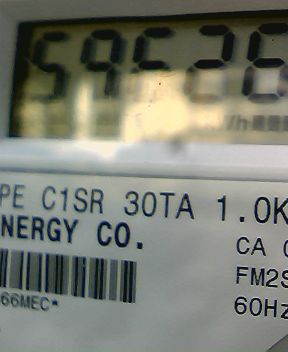 59526
/h
PE C1SR 30TA 1.0K
NERGY CO.
CA
FM2S
66MEC*
60Hz